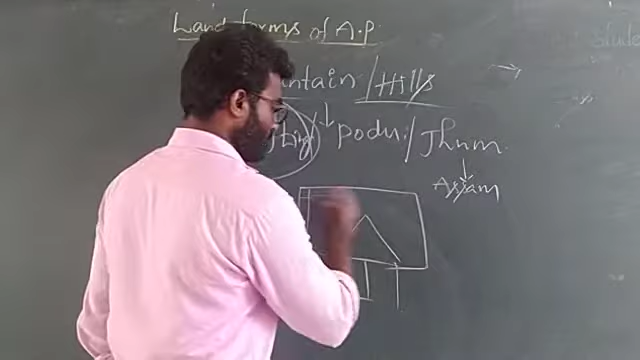 Land forms of A.P
ntain / Hills
podu / Jhum.
Assam